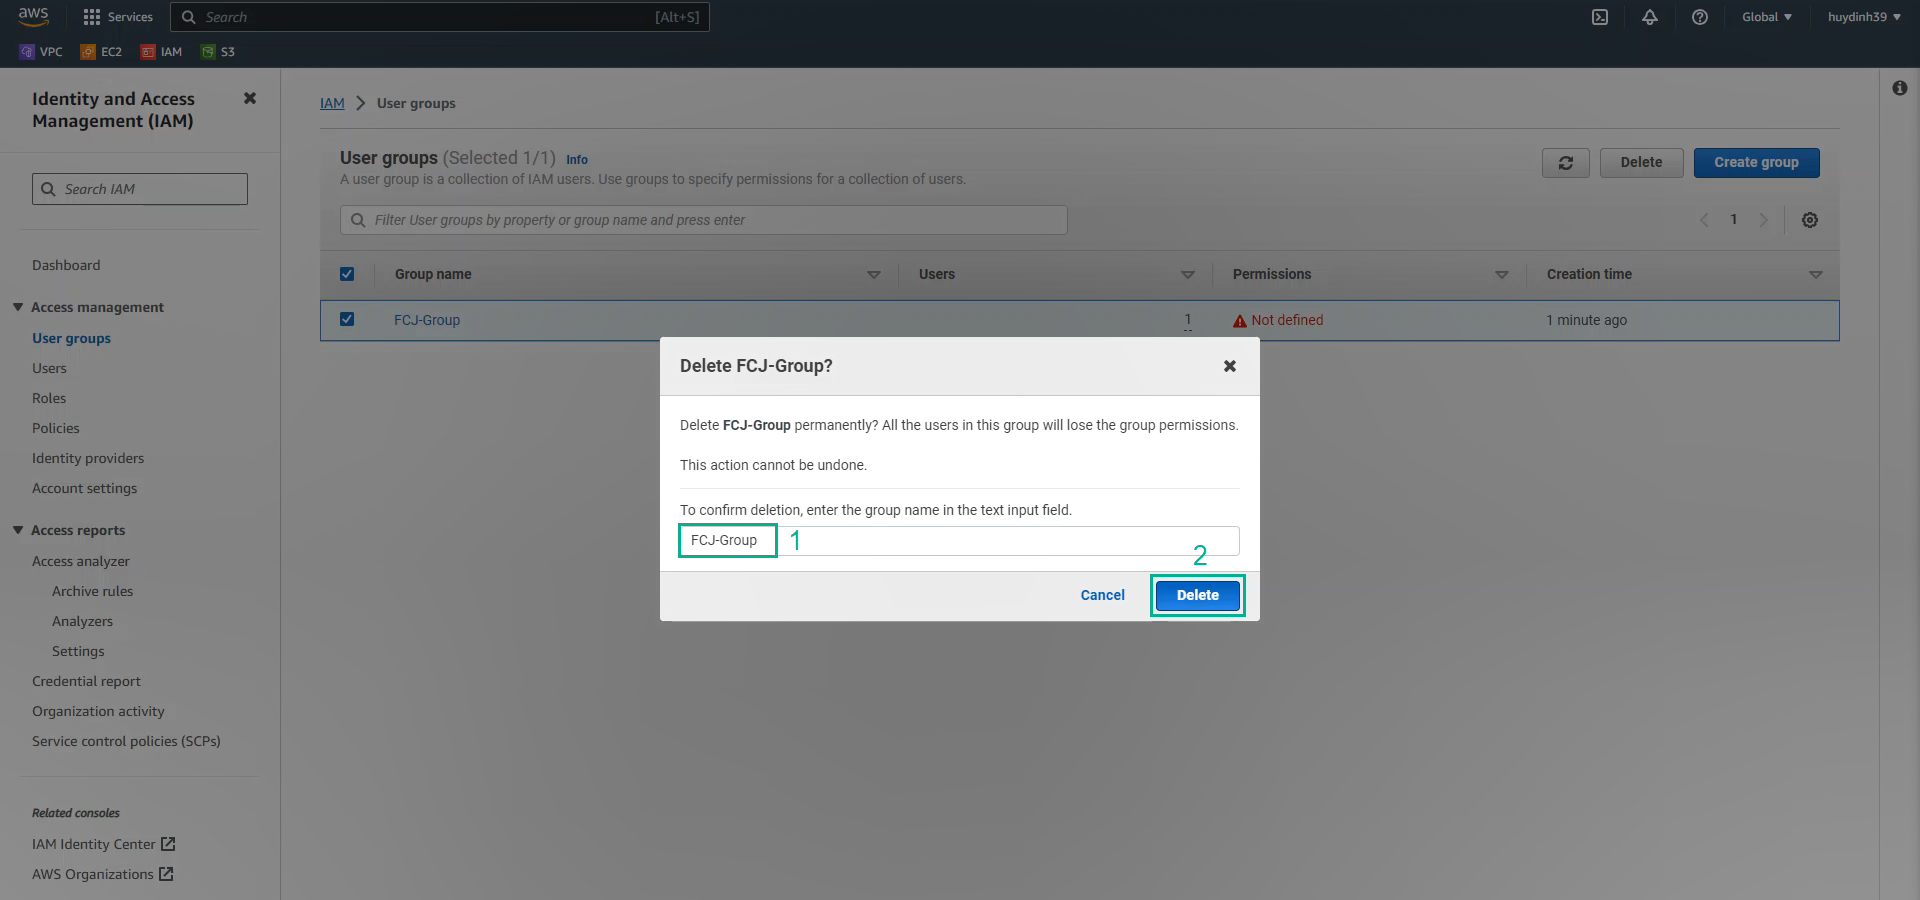 aws
Services
Search
[Alt+S]
Global
huydinh39
VPC
EC2
IAM
S3
Identity and Access
Management (IAM)
Search IAM
Dashboard
Access management
User groups
Users
Roles
Policies
Identity providers
Account settings
Access reports
Access analyzer
Archive rules
Analyzers
Settings
Credential report
Organization activity
Service control policies (SCPs)
Related consoles
IAM Identity Center
AWS Organizations
IAM > User groups
User groups (Selected 1/1) Info
A user group is a collection of IAM users. Use groups to specify permissions for a collection of users.
Delete
Create group
Filter User groups by property or group name and press enter
1
Group name
Users
Permissions
Creation time
FCJ-Group
1
Not defined
1 minute ago
Delete FCJ-Group?
Delete FCJ-Group permanently? All the users in this group will lose the group permissions.
This action cannot be undone.
To confirm deletion, enter the group name in the text input field.
FCJ-Group
1
2
Cancel
Delete